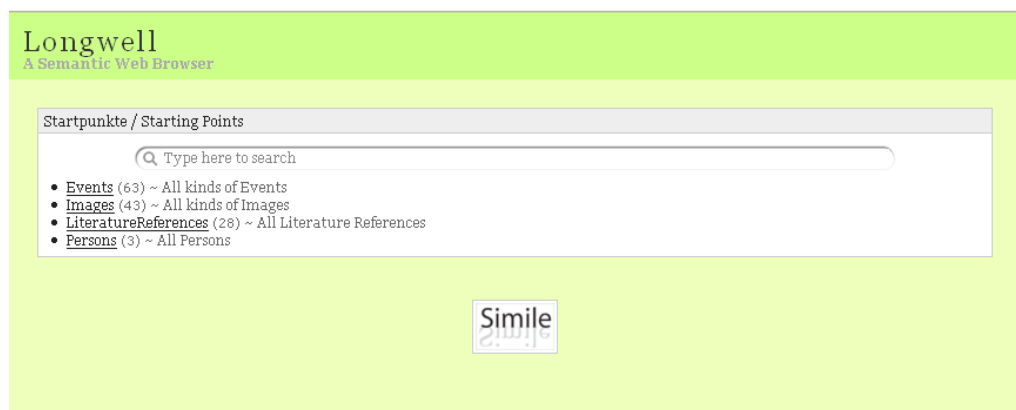 Longwell
A Semantic Web Browser
Startpunkte / Starting Points
Type here to search
• Events (63) ~ All kinds of Events
• Images (43) ~ All kinds of Images
• LiteratureReferences (28) ~ All Literature References
• Persons (3) ~ All Persons
Simile